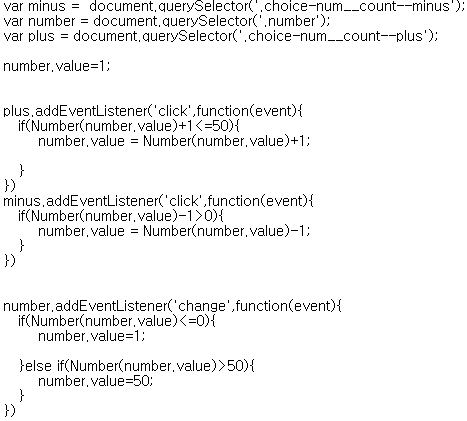 var minus =  document.querySelector('.choice-num__count--minus');
var number = document.querySelector('.number');
var plus = document.querySelector('.choice-num__count--plus');

number.value=1;


plus.addEventListener('click',function(event){
   if(Number(number.value)+1<=50){
      number.value = Number(number.value)+1;

   }
})
minus.addEventListener('click',function(event){
   if(Number(number.value)-1>0){
      number.value = Number(number.value)-1;
   }
})


number.addEventListener('change',function(event){
   if(Number(number.value)<=0){
      number.value=1;

   }else if(Number(number.value)>50){
      number.value=50;
   }
})